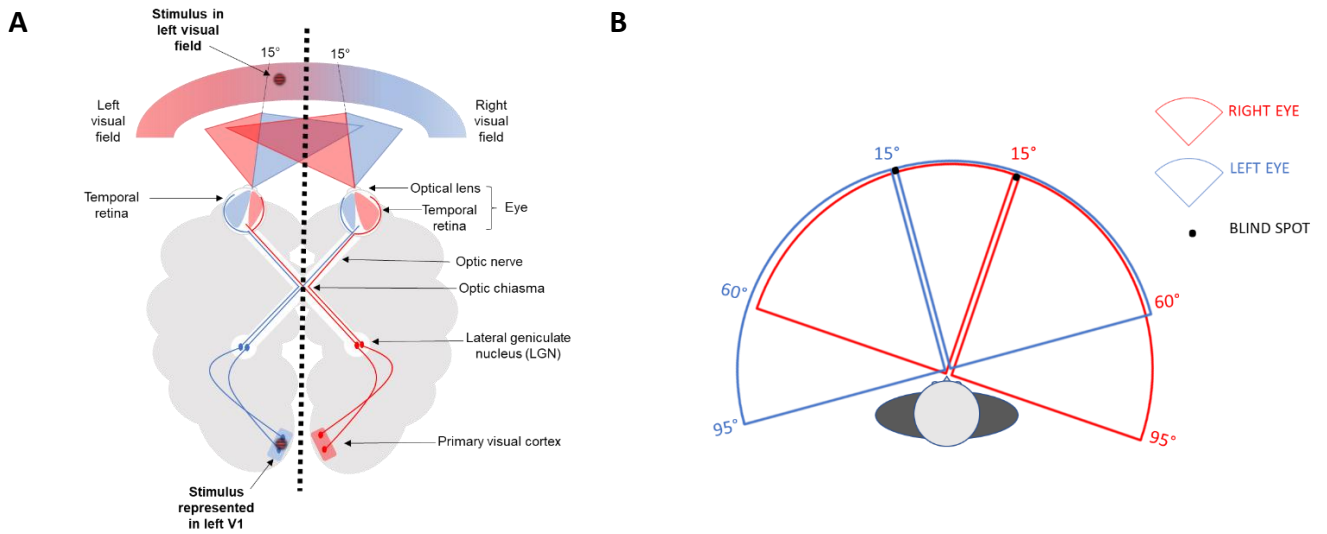 A
Stimulus in
left visual
field
15°
15°
Left
visual
field
Right
visual
field
Temporal
retina
Optical lens
Temporal
retina
Eye
Optic nerve
Optic chiasma
Lateral geniculate
nucleus (LGN)
Primary visual cortex
Stimulus
represented
in left V1
B
15°
15°
60°
60°
95°
95°
RIGHT EYE
LEFT EYE
BLIND SPOT